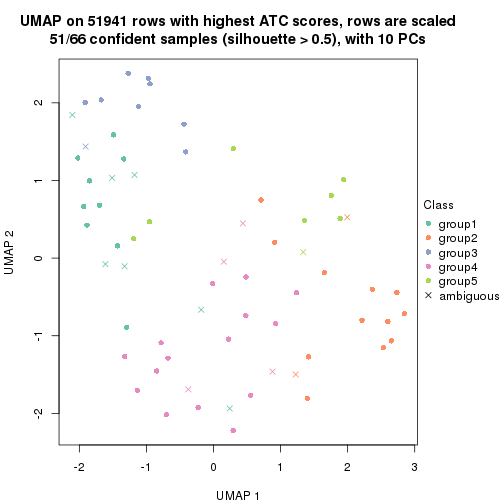 UMAP on 51941 rows with highest ATC scores, rows are scaled
51/66 confident samples (silhouette > 0.5), with 10 PCs
2
1
0
-1
-2
UMAP 2
-2
-1
0
1
2
3
UMAP 1
Class
group1
group2
group3
group4
group5
ambiguous